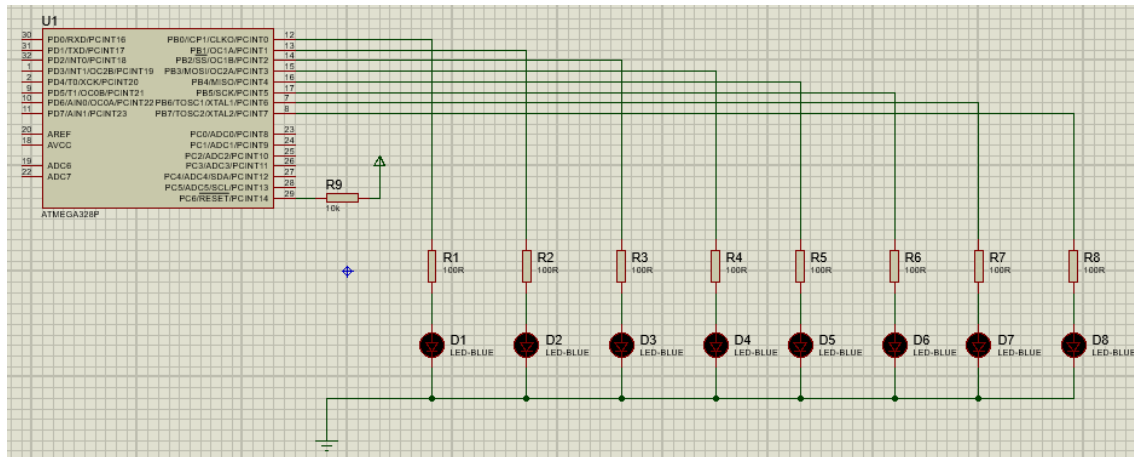 U1
30 PD0/RXD/PCINT16 PB0/ICP1/CLKO/PCINT0 12
31 PD1/TXD/PCINT17 PB1/OC1A/PCINT1 13
32 PD2/INT0/PCINT18 PB2/SS/OC1B/PCINT2 14
1 PD3/INT1/OC2B/PCINT19 PB3/MOSI/OC2A/PCINT3 15
2 PD4/T0/XCK/PCINT20 PB4/MISO/PCINT4 16
9 PD5/T1/OC0B/PCINT21 PB5/SCK/PCINT5 17
10 PD6/AIN0/OC0A/PCINT22 PB6/TOSC1/XTAL1/PCINT6 7
11 PD7/AIN1/PCINT23 PB7/TOSC2/XTAL2/PCINT7 8
20 AREF PC0/ADC0/PCINT8 23
18 AVCC PC1/ADC1/PCINT9 24
PC2/ADC2/PCINT10 25
19 ADC6 PC3/ADC3/PCINT11 26
22 ADC7 PC4/ADC4/SDA/PCINT12 27
PC5/ADC5/SCL/PCINT13 28
PC6/RESET/PCINT14 29
ATMEGA328P
R9
10k
R1 R2 R3 R4 R5 R6 R7 R8
100R 100R 100R 100R 100R 100R 100R 100R
D1 D2 D3 D4 D5 D6 D7 D8
LED-BLUE LED-BLUE LED-BLUE LED-BLUE LED-BLUE LED-BLUE LED-BLUE LED-BLUE